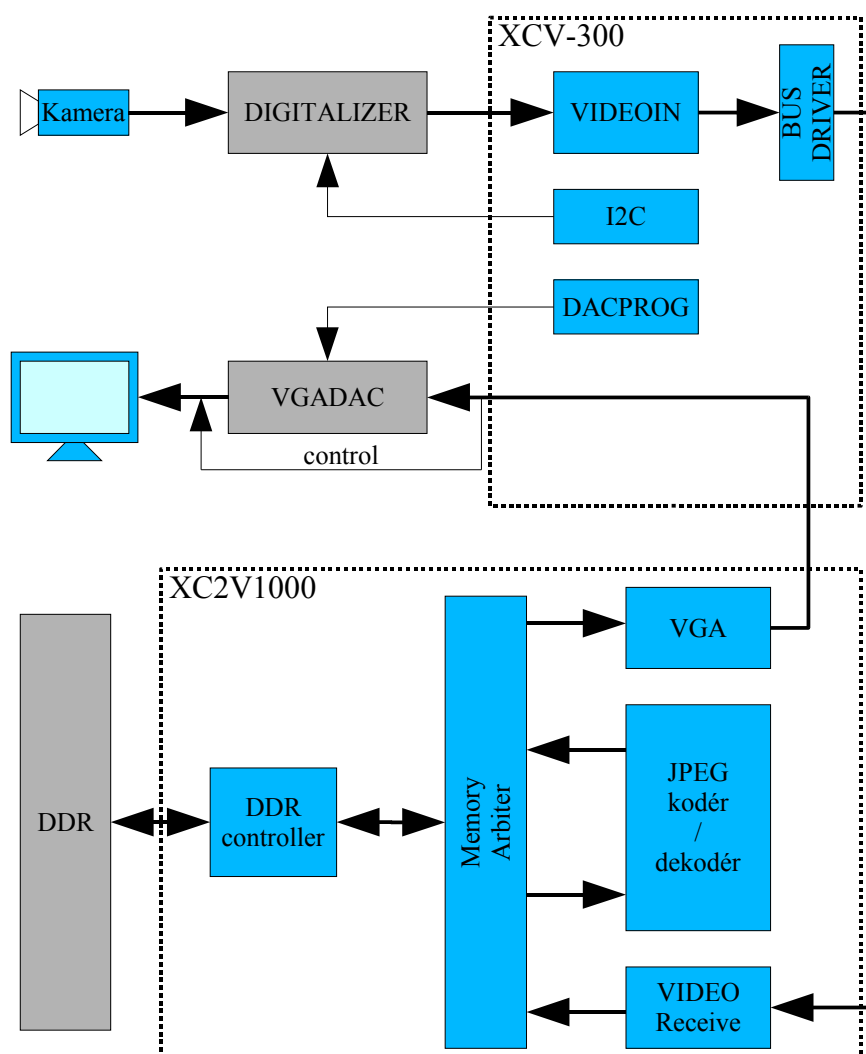 XCV-300
Kamera
DIGITALIZER
VIDEOIN
BUS
DRIVER
I2C
DACPROG
VGADAC
control
XC2V1000
VGA
JPEG
kodér
/
dekodér
DDR
DDR
controller
Memory
Arbiter
VIDEO
Receive